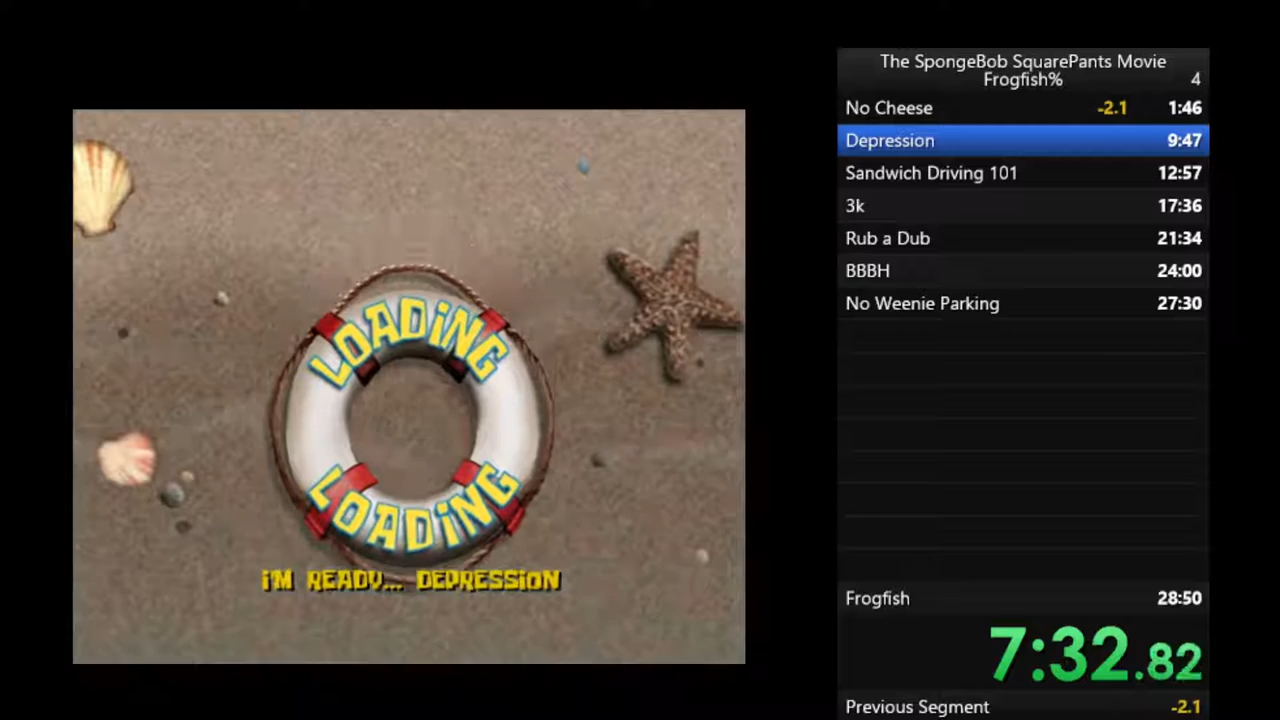 LOADING
LOADING
I'M READY... DEPRESSION
The SpongeBob SquarePants Movie
Frogfish% 4
No Cheese -2.1 1:46
Depression 9:47
Sandwich Driving 101 12:57
3k 17:36
Rub a Dub 21:34
BBBH 24:00
No Weenie Parking 27:30
Frogfish 28:50
7:32.82
Previous Segment -2.1